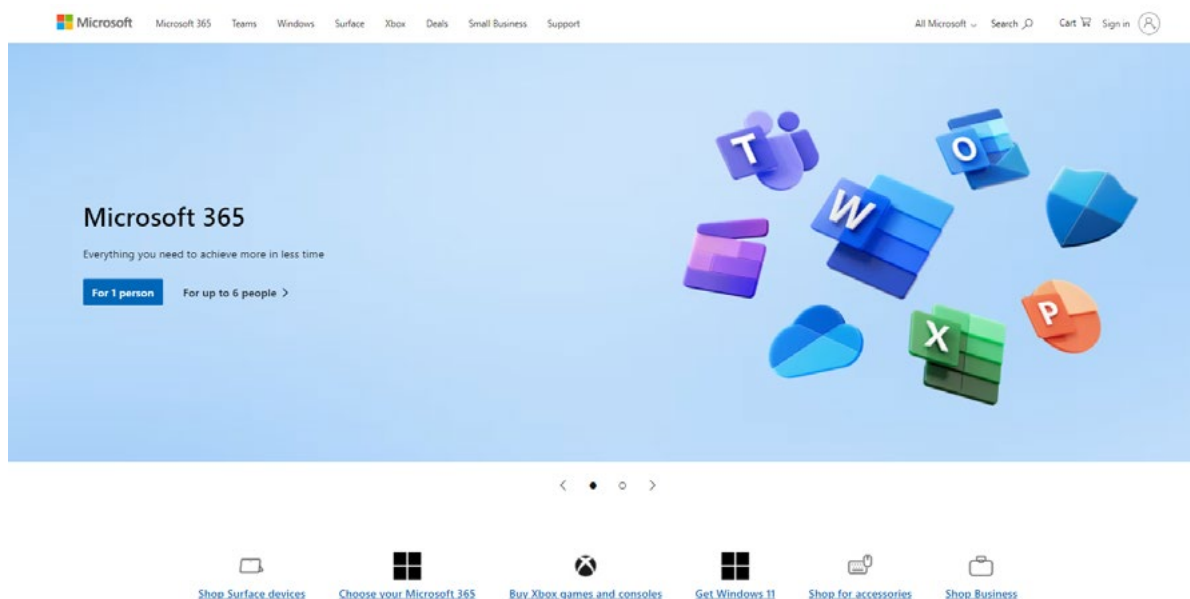 Microsoft Microsoft 365 Teams Windows Surface Xbox Deals Small Business Support All Microsoft Search Cart Sign in
T
O
W
Microsoft 365
Everything you need to achieve more in less time
For 1 person For up to 6 people
P
X
Shop Surface devices Choose your Microsoft 365 Buy Xbox games and consoles Get Windows 11 Shop for accessories Shop Business